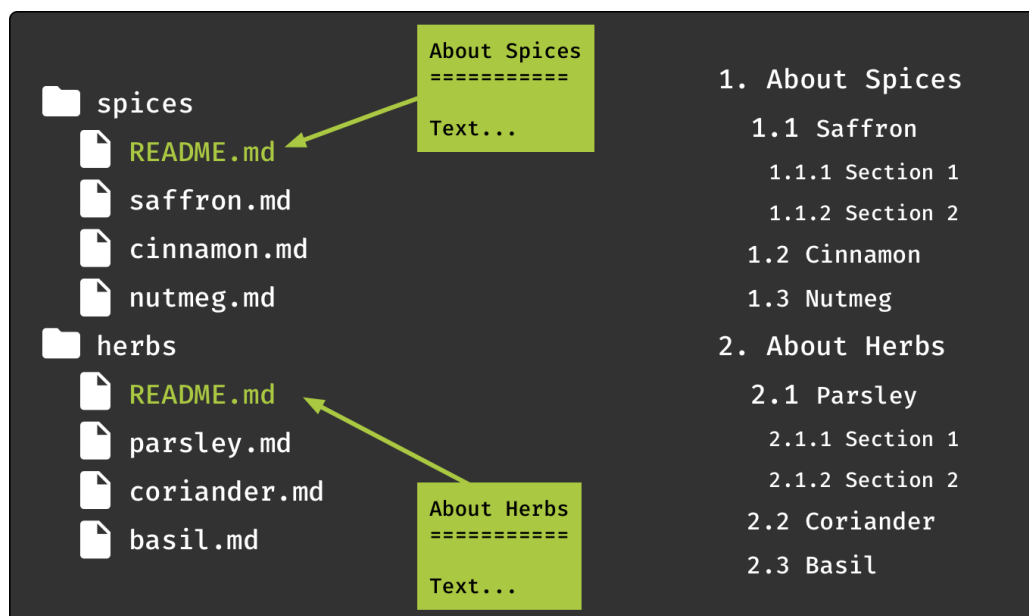 spices
README.md
saffron.md
cinnamon.md
nutmeg.md
herbs
README.md
parsley.md
coriander.md
basil.md
About Spices
===========
Text...
About Herbs
===========
Text...
1. About Spices
1.1 Saffron
1.1.1 Section 1
1.1.2 Section 2
1.2 Cinnamon
1.3 Nutmeg
2. About Herbs
2.1 Parsley
2.1.1 Section 1
2.1.2 Section 2
2.2 Coriander
2.3 Basil